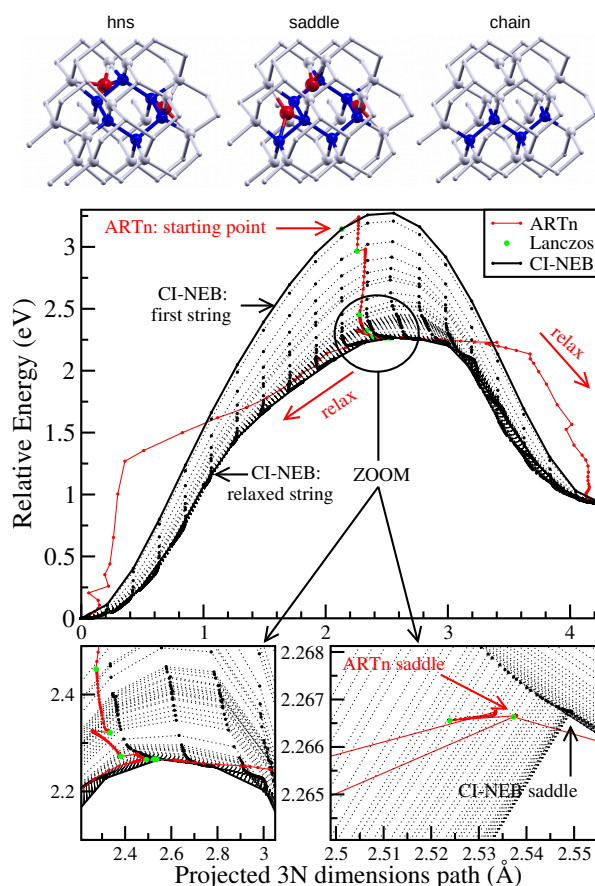 hns saddle chain
ARTn: starting point
ARTn
Lanczos
CI-NEB
CI-NEB:
first string
relax
relax
CI-NEB:
relaxed string
ZOOM
Relative Energy (eV)
3
2.5
2
1.5
1
0.5
0
0 1 2 3 4
2.4
2.2
2.4 2.6 2.8 3
ARTn saddle
CI-NEB saddle
2.268
2.267
2.266
2.265
2.5 2.51 2.52 2.53 2.54 2.55
Projected 3N dimensions path (Å)